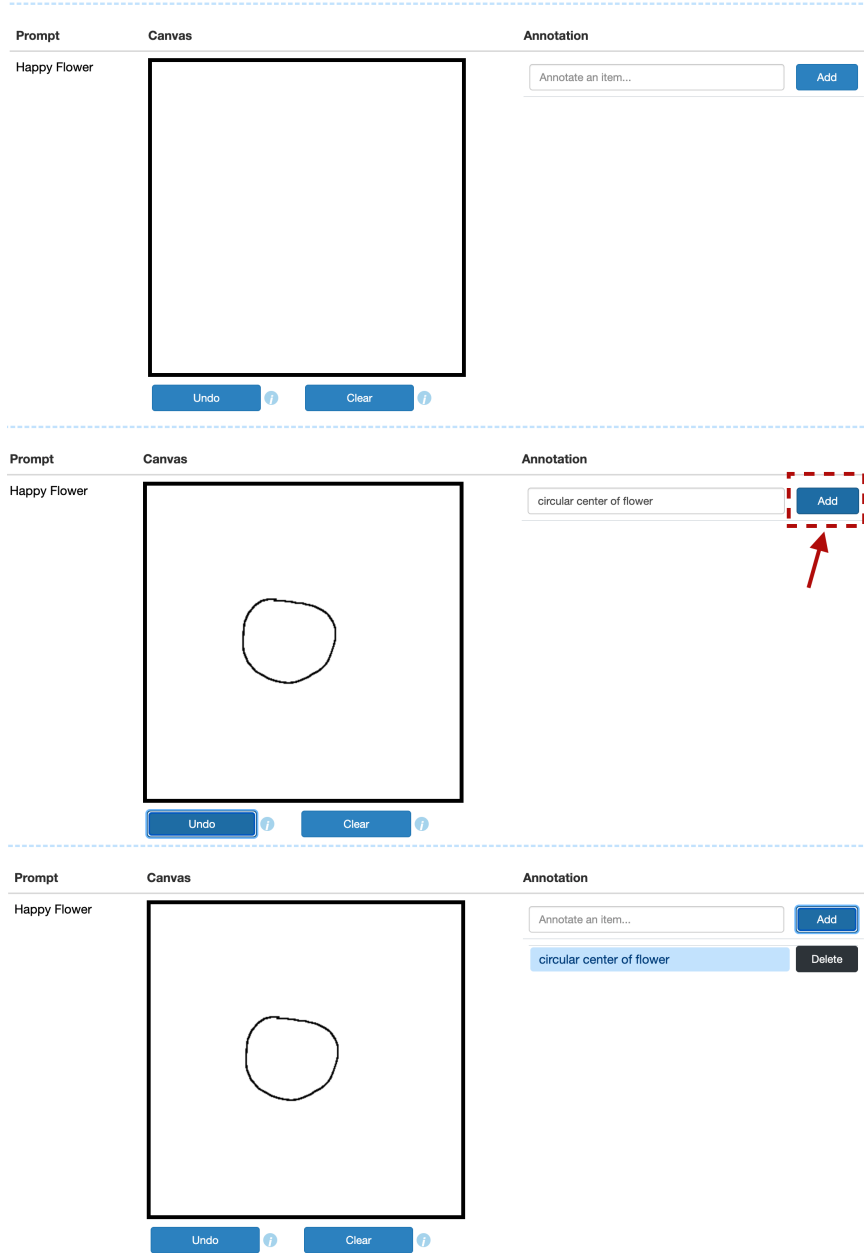 Prompt Canvas Annotation
Happy Flower
Annotate an item... Add
Undo i Clear i
Prompt Canvas Annotation
Happy Flower
circular center of flower Add
Undo i Clear i
Prompt Canvas Annotation
Happy Flower
Annotate an item... Add
circular center of flower Delete
Undo i Clear i